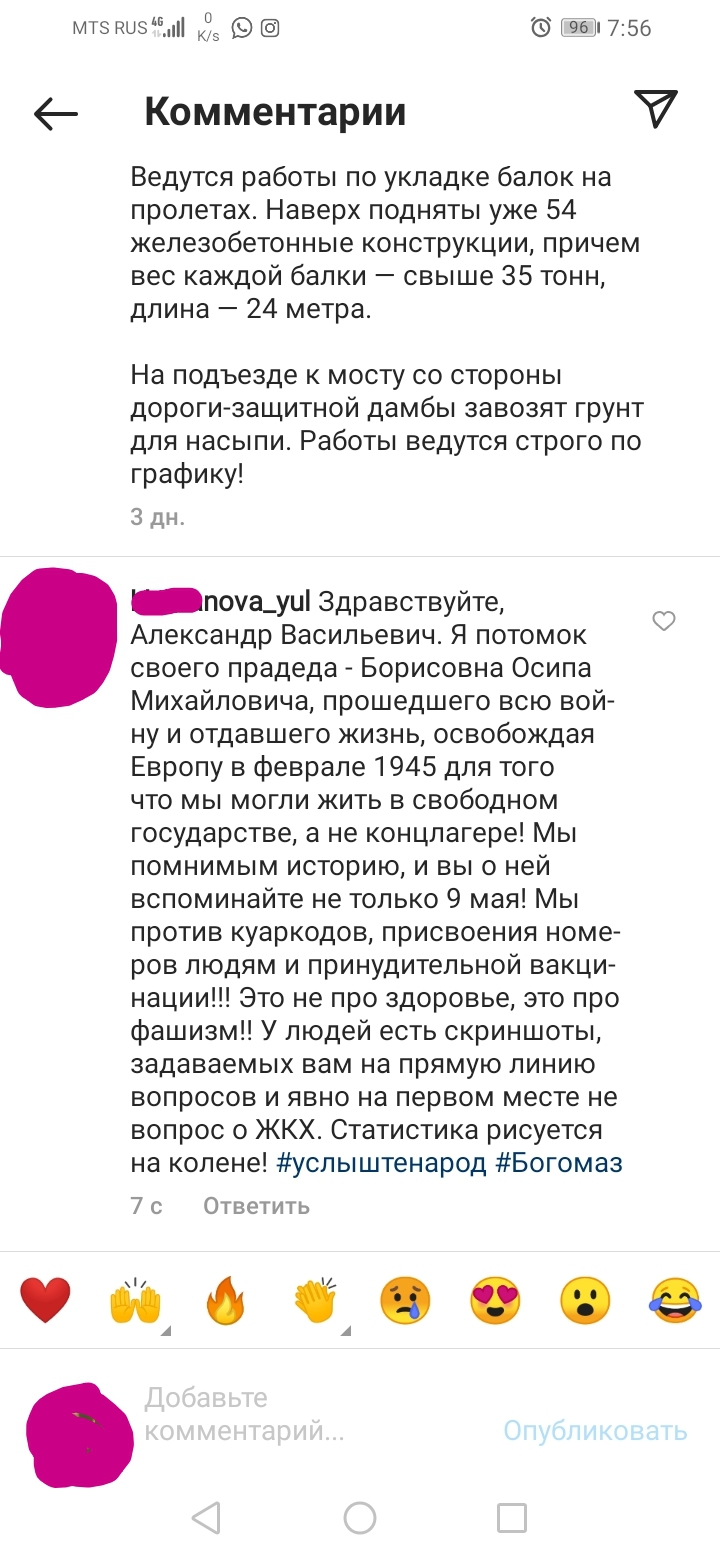 MTS RUS 4G 0 K/s 96 7:56
Комментарии
Ведутся работы по укладке балок на
пролетах. Наверх подняты уже 54
железобетонные конструкции, причем
вес каждой балки — свыше 35 тонн,
длина — 24 метра.
На подъезде к мосту со стороны
дороги-защитной дамбы завозят грунт
для насыпи. Работы ведутся строго по
графику!
3 дн.
nova_yul Здравствуйте,
Александр Васильевич. Я потомок
своего прадеда - Борисовна Осипа
Михайловича, прошедшего всю вой-
ну и отдавшего жизнь, освобождая
Европу в феврале 1945 для того
что мы могли жить в свободном
государстве, а не концлагере! Мы
помнимым историю, и вы о ней
вспоминайте не только 9 мая! Мы
против куаркодов, присвоения номе-
ров людям и принудительной вакци-
нации!!! Это не про здоровье, это про
фашизм!! У людей есть скриншоты,
задаваемых вам на прямую линию
вопросов и явно на первом месте не
вопрос о ЖКХ. Статистика рисуется
на колене! #услыштенарод #Богомаз
7 с Ответить
Добавьте
комментарий...
Опубликовать